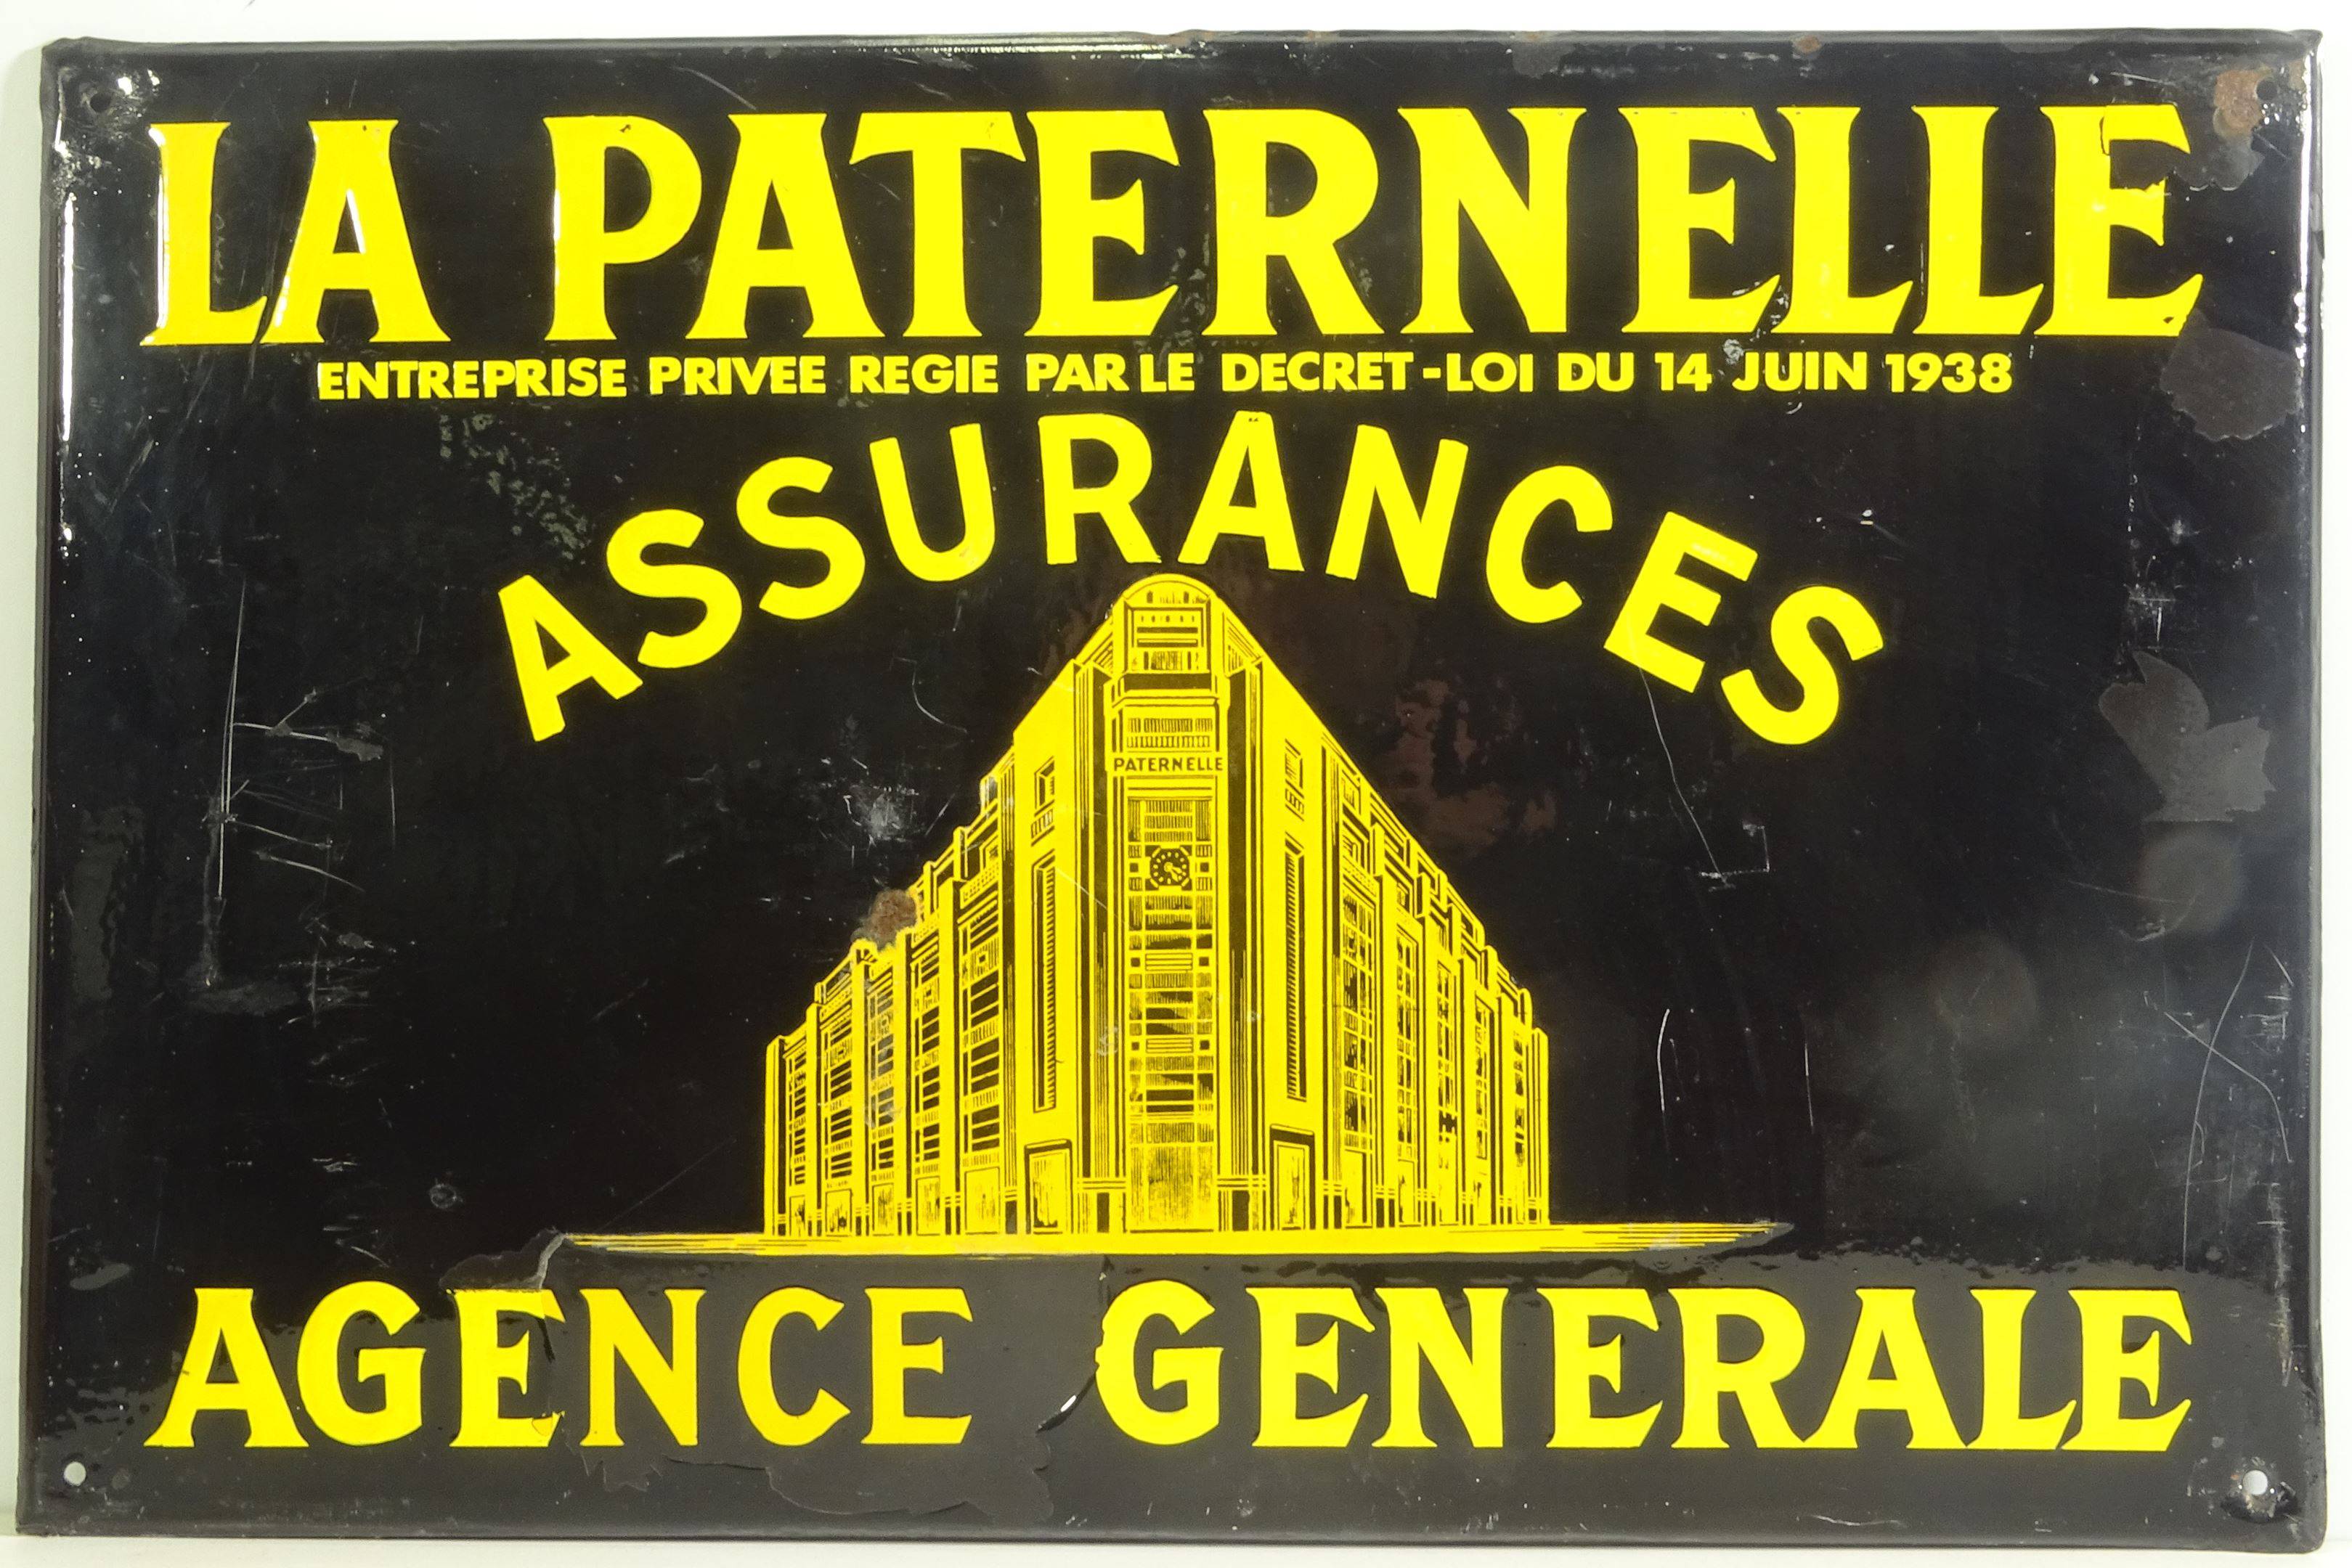 LA PATERNELLE
ENTREPRISE PRIVEE REGIE PAR LE DECRET-LOI DU 14 JUIN 1938
ASSURANCES
PATERNELLE
AGENCE GENERALE